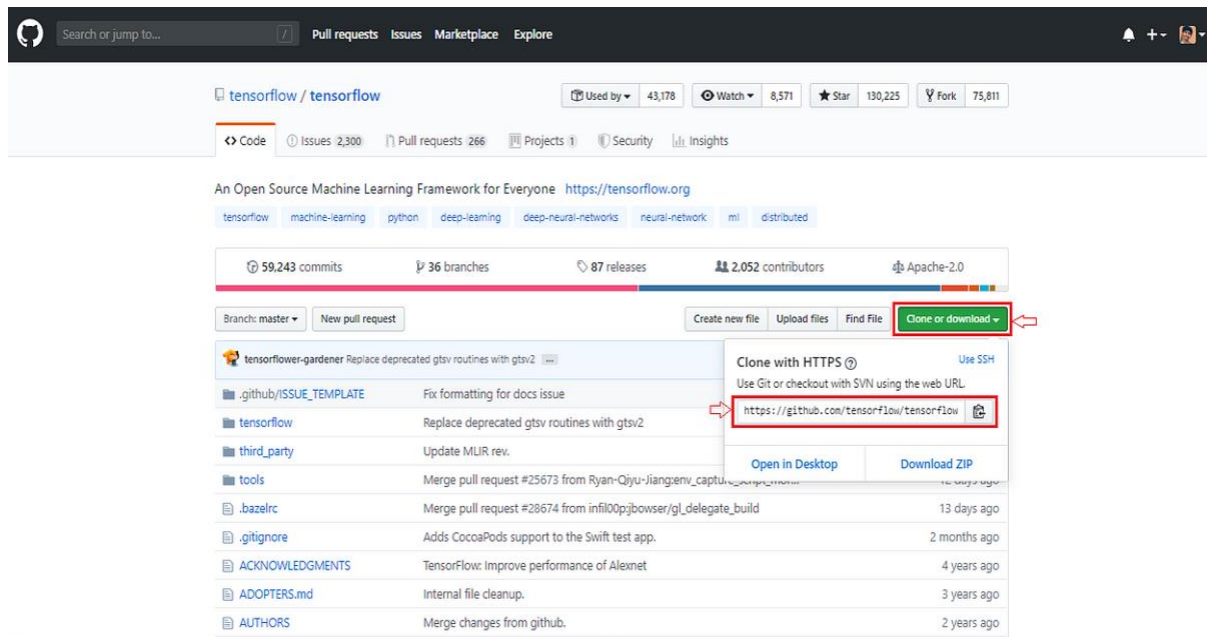 Search or jump to... / Pull requests Issues Marketplace Explore
tensorflow / tensorflow Used by 43,178 Watch 8,571 Star 130,225 Fork 75,811
Code Issues 2,300 Pull requests 266 Projects 1 Security Insights
An Open Source Machine Learning Framework for Everyone https://tensorflow.org
tensorflow machine-learning python deep-learning deep-neural-networks neural-network ml distributed
59,243 commits 36 branches 87 releases 2,052 contributors Apache-2.0
Branch: master New pull request Create new file Upload files Find File Clone or download
tensorflower-gardener Replace deprecated gtsv routines with gtsv2 ...
Clone with HTTPS ? Use SSH
Use Git or checkout with SVN using the web URL.
https://github.com/tensorflow/tensorflow
Open in Desktop Download ZIP
.github/ISSUE_TEMPLATE Fix formatting for docs issue
tensorflow Replace deprecated gtsv routines with gtsv2
third_party Update MLIR rev.
tools Merge pull request #25673 from Ryan-Qiyu-Jiang:env_capture_script_mon... 12 days ago
.bazelrc Merge pull request #28674 from infil00p:jbowser/gl_delegate_build 13 days ago
.gitignore Adds CocoaPods support to the Swift test app. 2 months ago
ACKNOWLEDGMENTS TensorFlow: Improve performance of Alexnet 4 years ago
ADOPTERS.md Internal file cleanup. 3 years ago
AUTHORS Merge changes from github. 2 years ago